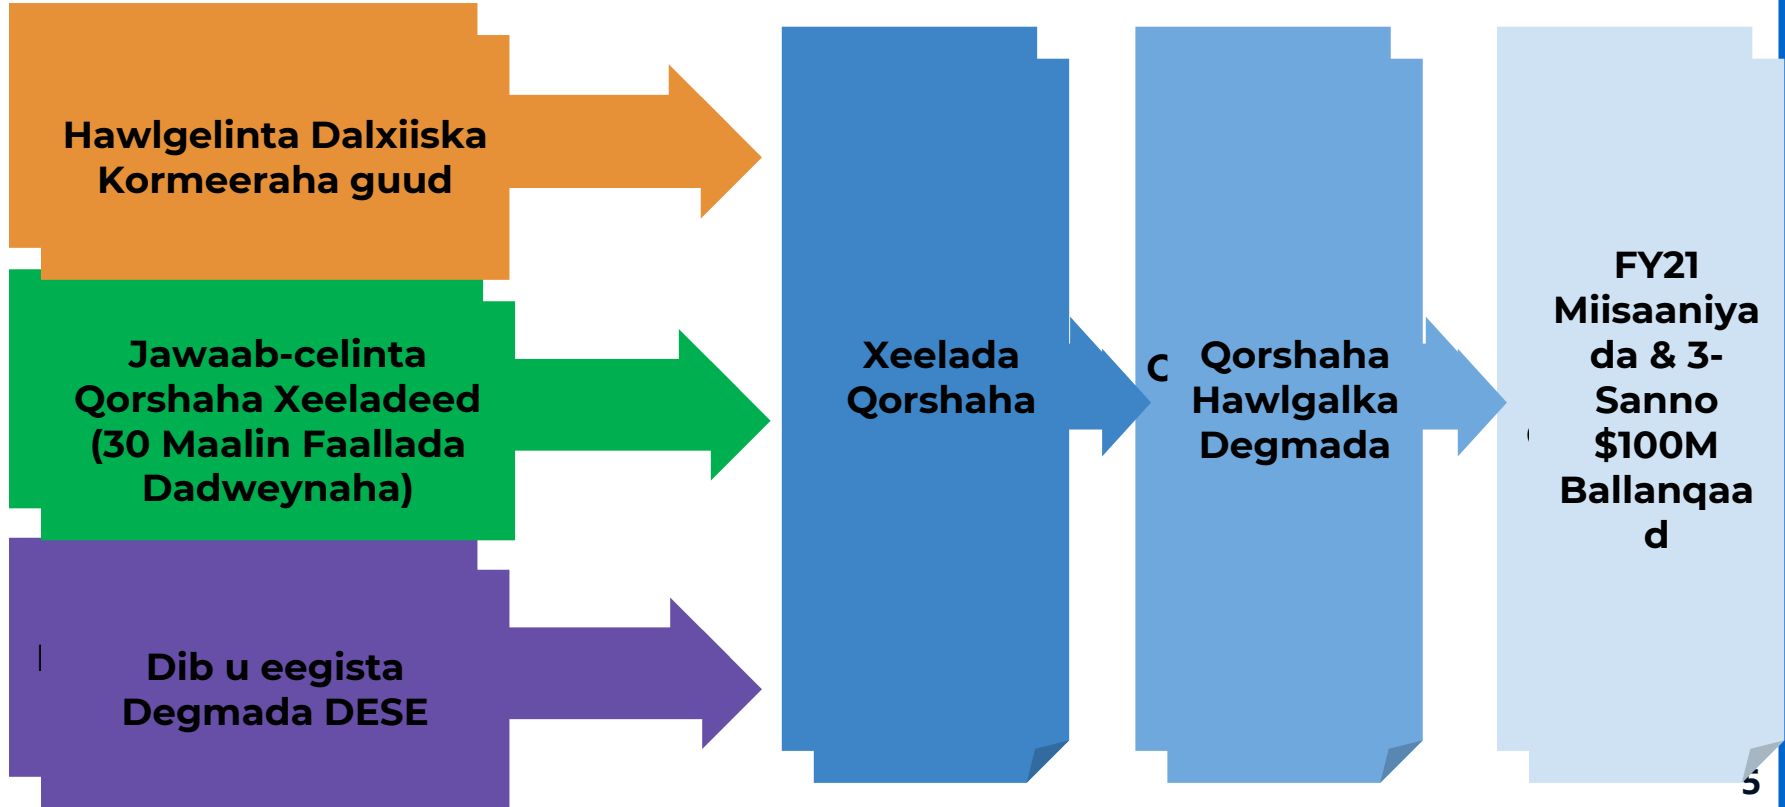 Hawlgelinta Dalxiiska
Kormeeraha guud
Jawaab-celinta
Qorshaha Xeeladeed
(30 Maalin Faallada
Dadweynaha)
Dib u eegista
Degmada DESE
Xeelada
Qorshaha
Qorshaha
Hawlgalka
Degmada
FY21
Miisaaniya
da & 3-
Sanno
$100M
Ballanqaa
d
5